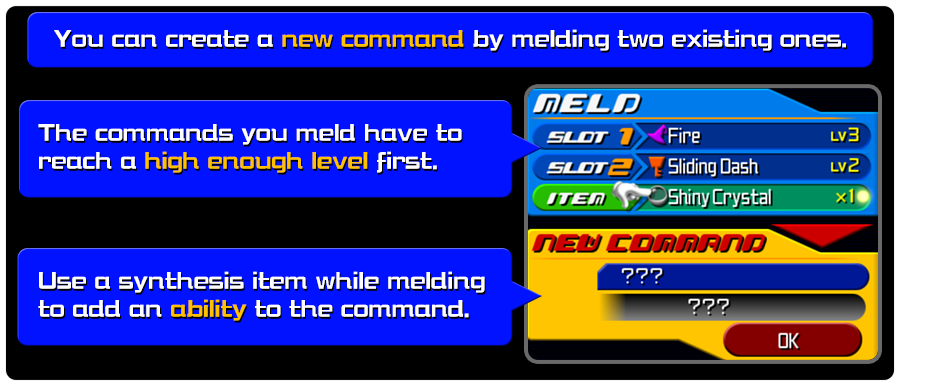 You can create a new command by melding two existing ones.
The commands you meld have to
reach a high enough level first.
Use a synthesis item while melding
to add an ability to the command.
MELD
SLOT 1 Fire LV3
SLOT 2 Sliding Dash LV2
ITEM Shiny Crystal ×1
NEW COMMAND
???
???
OK